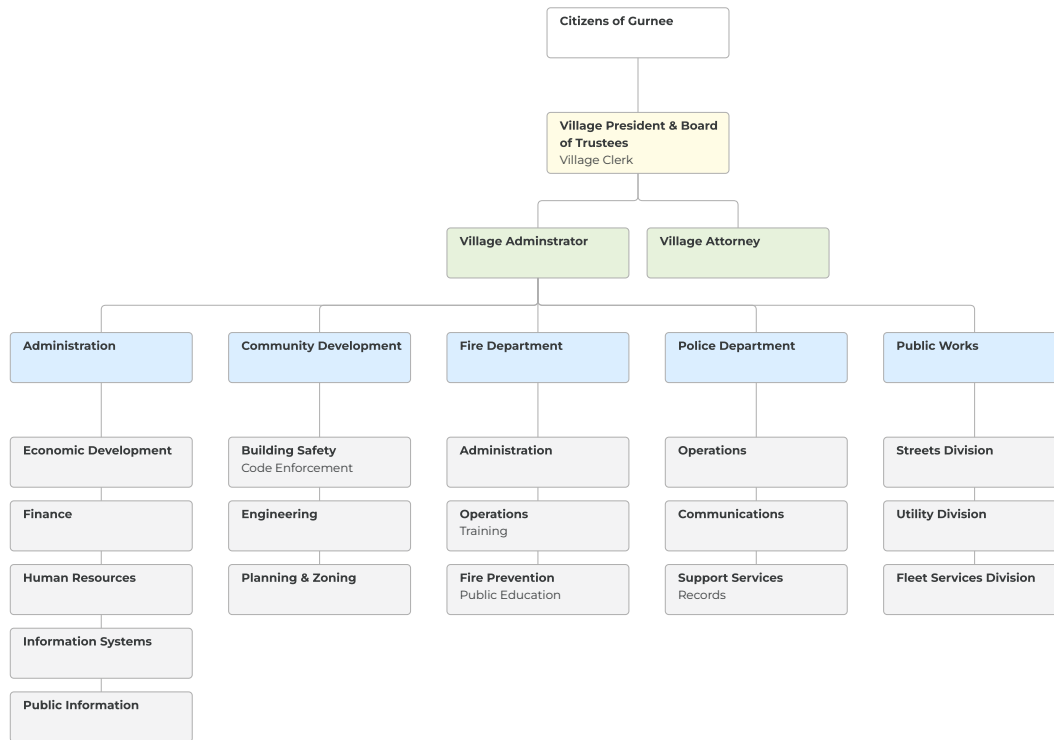 Citizens of Gurnee
Village President & Board
of Trustees
Village Clerk
Village Adminstrator
Village Attorney
Administration
Community Development
Fire Department
Police Department
Public Works
Economic Development
Building Safety
Code Enforcement
Administration
Operations
Streets Division
Finance
Engineering
Operations
Training
Communications
Utility Division
Human Resources
Planning & Zoning
Fire Prevention
Public Education
Support Services
Records
Fleet Services Division
Information Systems
Public Information